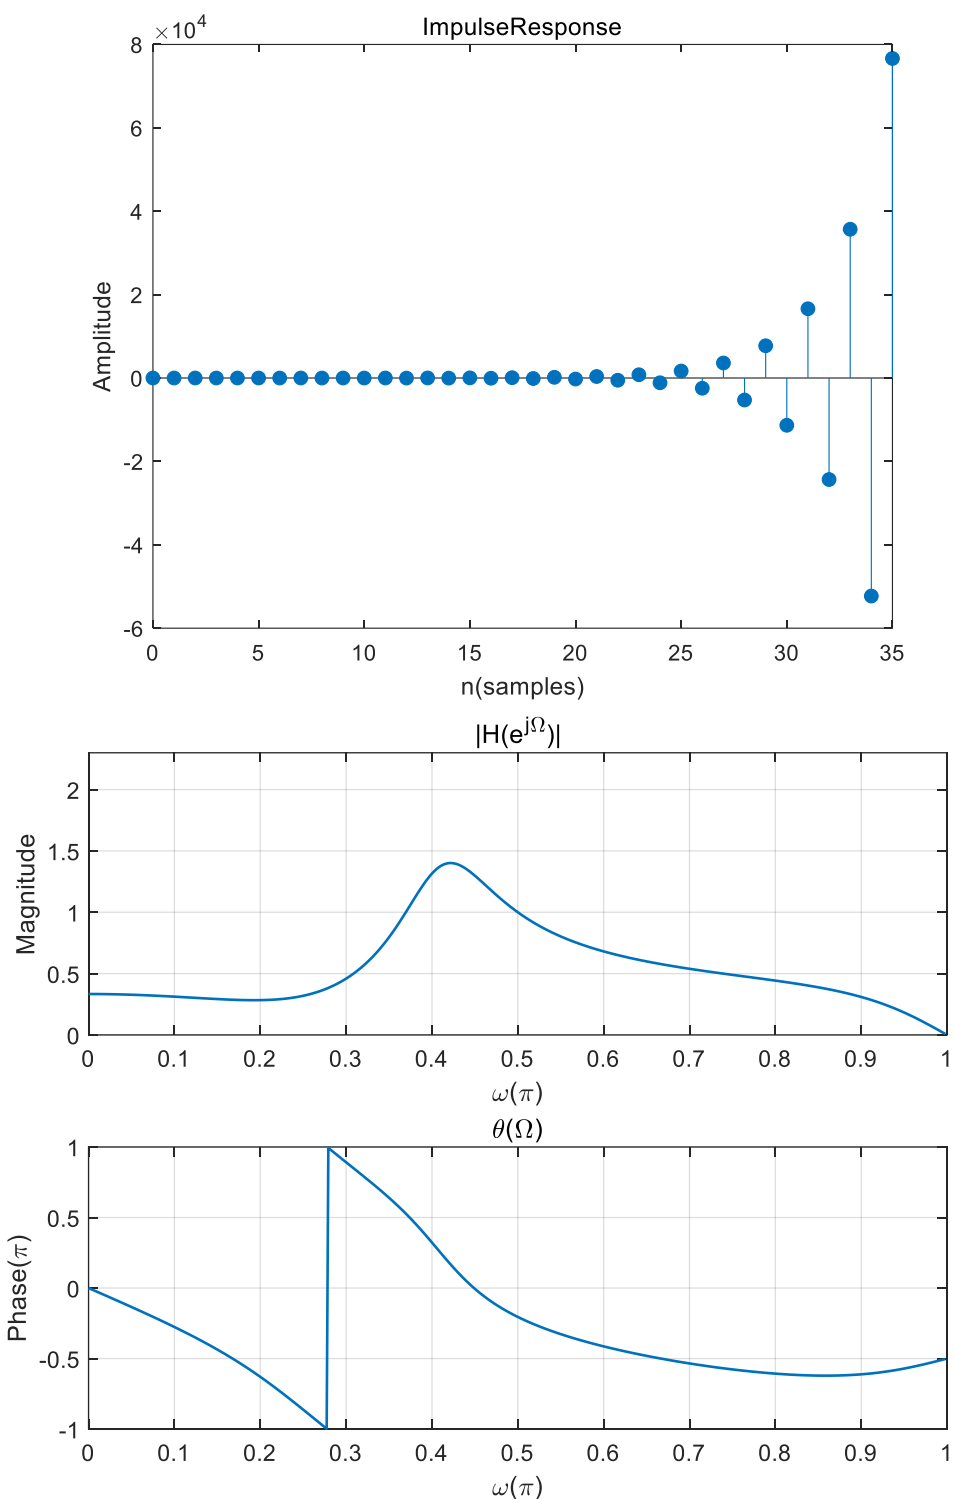 ImpulseResponse
×10^4
8
6
4
2
0
-2
-4
-6
Amplitude
0 5 10 15 20 25 30 35
n(samples)
|H(e^{jΩ})|
2
1.5
1
0.5
0
Magnitude
0 0.1 0.2 0.3 0.4 0.5 0.6 0.7 0.8 0.9 1
ω(π)
θ(Ω)
1
0.5
0
-0.5
-1
Phase(π)
0 0.1 0.2 0.3 0.4 0.5 0.6 0.7 0.8 0.9 1
ω(π)